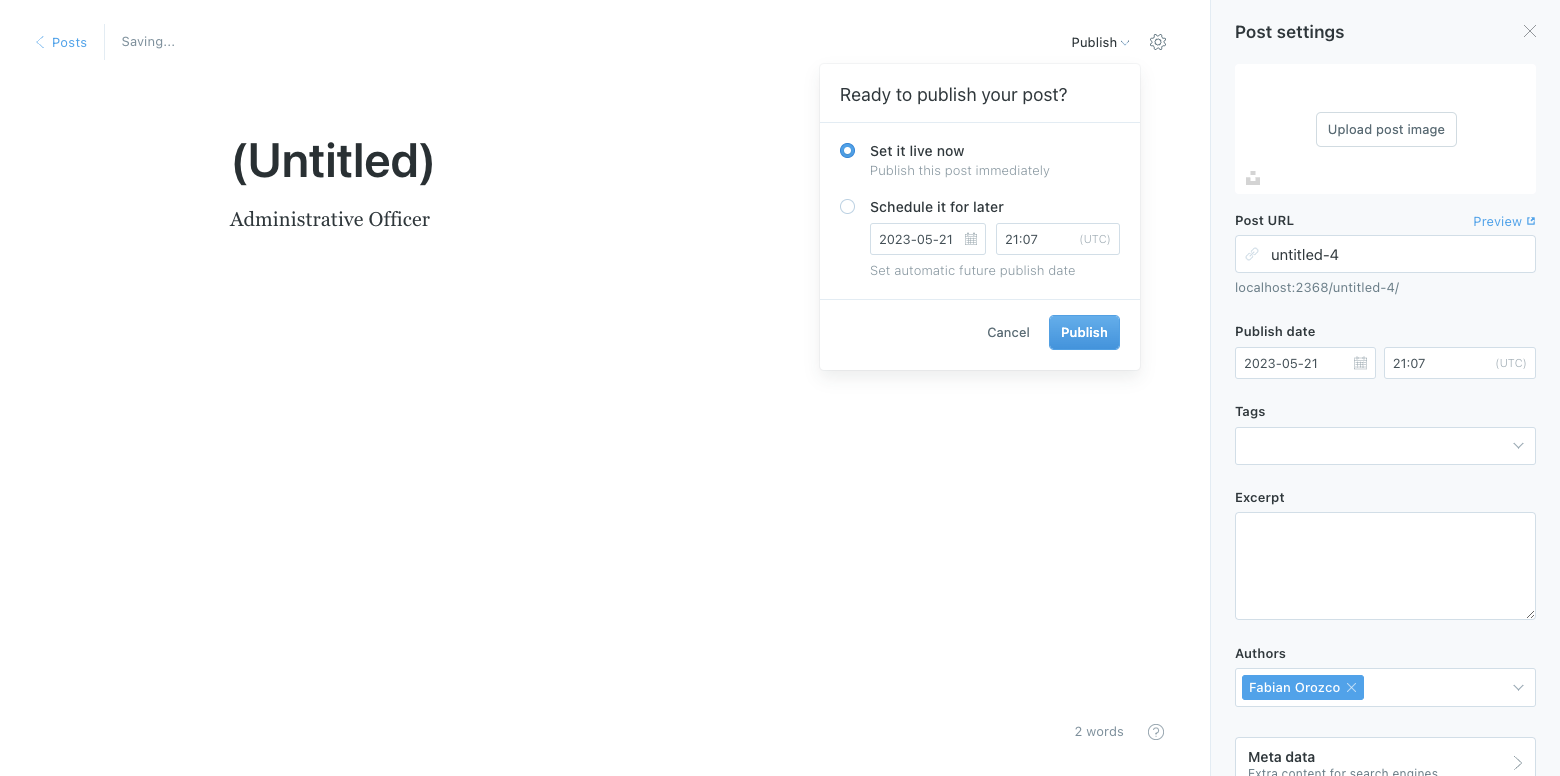 Posts
Saving...
Publish
(Untitled)
Administrative Officer
Ready to publish your post?
Set it live now
Publish this post immediately
Schedule it for later
2023-05-21
21:07
(UTC)
Set automatic future publish date
Cancel
Publish
2 words
?
Post settings
Upload post image
Post URL
Preview
untitled-4
localhost:2368/untitled-4/
Publish date
2023-05-21
21:07
(UTC)
Tags
Excerpt
Authors
Fabian Orozco
Meta data
Extra content for search engines